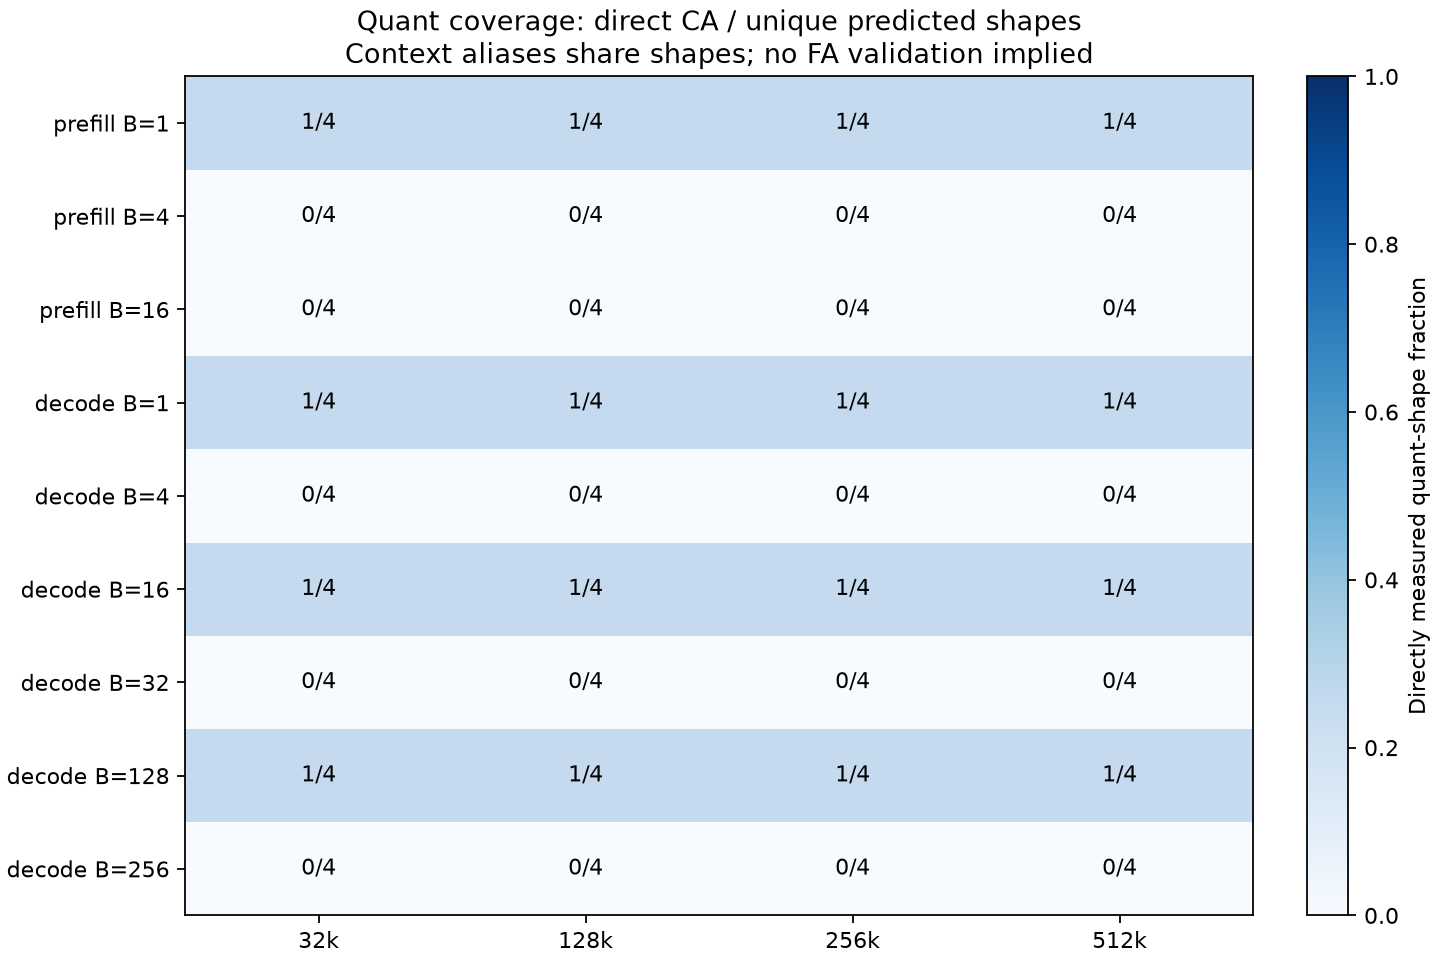 Quant coverage: direct CA / unique predicted shapes
Context aliases share shapes; no FA validation implied
prefill B=1 1/4 1/4 1/4 1/4
prefill B=4 0/4 0/4 0/4 0/4
prefill B=16 0/4 0/4 0/4 0/4
decode B=1 1/4 1/4 1/4 1/4
decode B=4 0/4 0/4 0/4 0/4
decode B=16 1/4 1/4 1/4 1/4
decode B=32 0/4 0/4 0/4 0/4
decode B=128 1/4 1/4 1/4 1/4
decode B=256 0/4 0/4 0/4 0/4
32k 128k 256k 512k
1.0
0.8
0.6
0.4
0.2
0.0
Directly measured quant-shape fraction